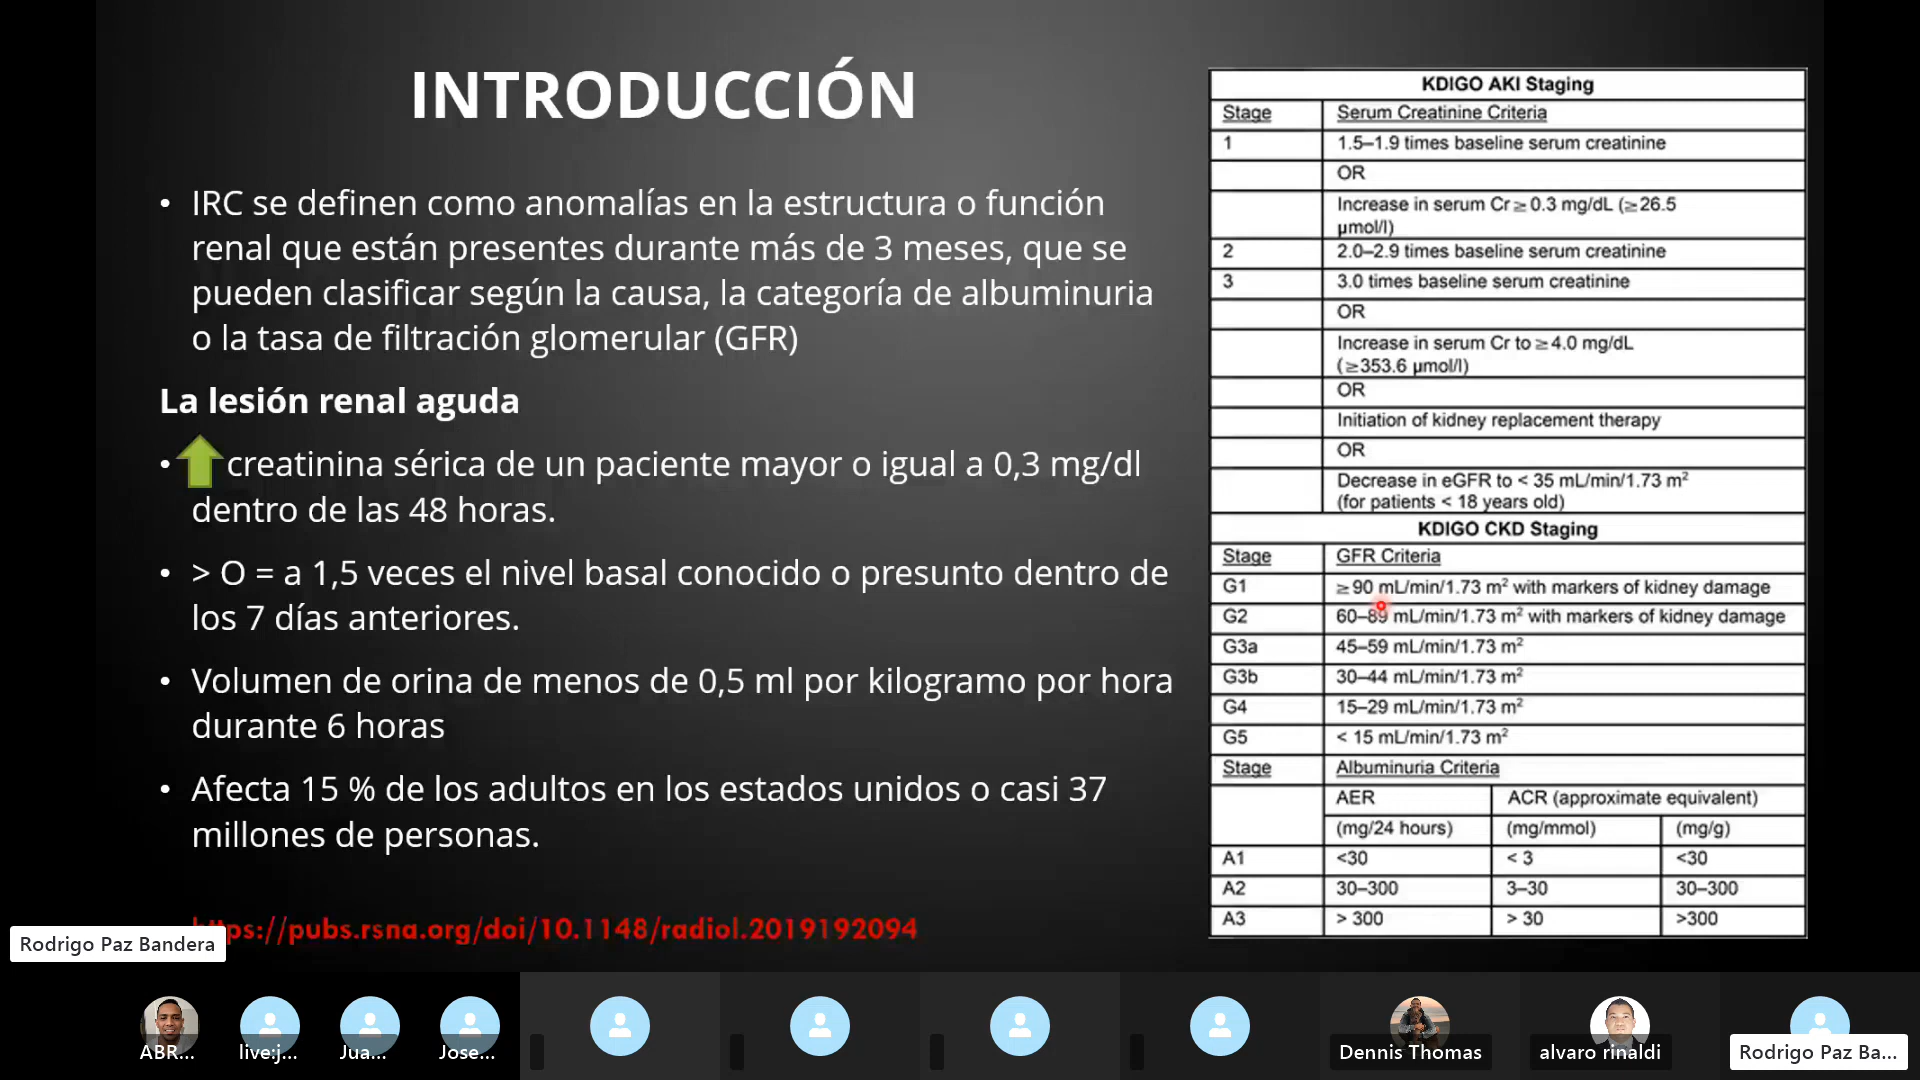 INTRODUCCIÓN
• IRC se definen como anomalías en la estructura o función
renal que están presentes durante más de 3 meses, que se
pueden clasificar según la causa, la categoría de albuminuria
o la tasa de filtración glomerular (GFR)
La lesión renal aguda
• creatinina sérica de un paciente mayor o igual a 0,3 mg/dl
dentro de las 48 horas.
• > O = a 1,5 veces el nivel basal conocido o presunto dentro de
los 7 días anteriores.
• Volumen de orina de menos de 0,5 ml por kilogramo por hora
durante 6 horas
• Afecta 15 % de los adultos en los estados unidos o casi 37
millones de personas.
https://pubs.rsna.org/doi/10.1148/radiol.2019192094
KDIGO AKI Staging
Stage Serum Creatinine Criteria
1 1.5–1.9 times baseline serum creatinine
OR
Increase in serum Cr ≥ 0.3 mg/dL (≥26.5
µmol/l)
2 2.0–2.9 times baseline serum creatinine
3 3.0 times baseline serum creatinine
OR
Increase in serum Cr to ≥ 4.0 mg/dL
(≥353.6 µmol/l)
OR
Initiation of kidney replacement therapy
OR
Decrease in eGFR to < 35 mL/min/1.73 m²
(for patients < 18 years old)
KDIGO CKD Staging
Stage GFR Criteria
G1 ≥ 90 mL/min/1.73 m² with markers of kidney damage
G2 60–89 mL/min/1.73 m² with markers of kidney damage
G3a 45–59 mL/min/1.73 m²
G3b 30–44 mL/min/1.73 m²
G4 15–29 mL/min/1.73 m²
G5 < 15 mL/min/1.73 m²
Stage Albuminuria Criteria
AER ACR (approximate equivalent)
(mg/24 hours) (mg/mmol) (mg/g)
A1 <30 < 3 <30
A2 30–300 3–30 30–300
A3 > 300 > 30 >300
Rodrigo Paz Bandera
ABR... live:j... Jua... Jose... Dennis Thomas alvaro rinaldi Rodrigo Paz Ba...